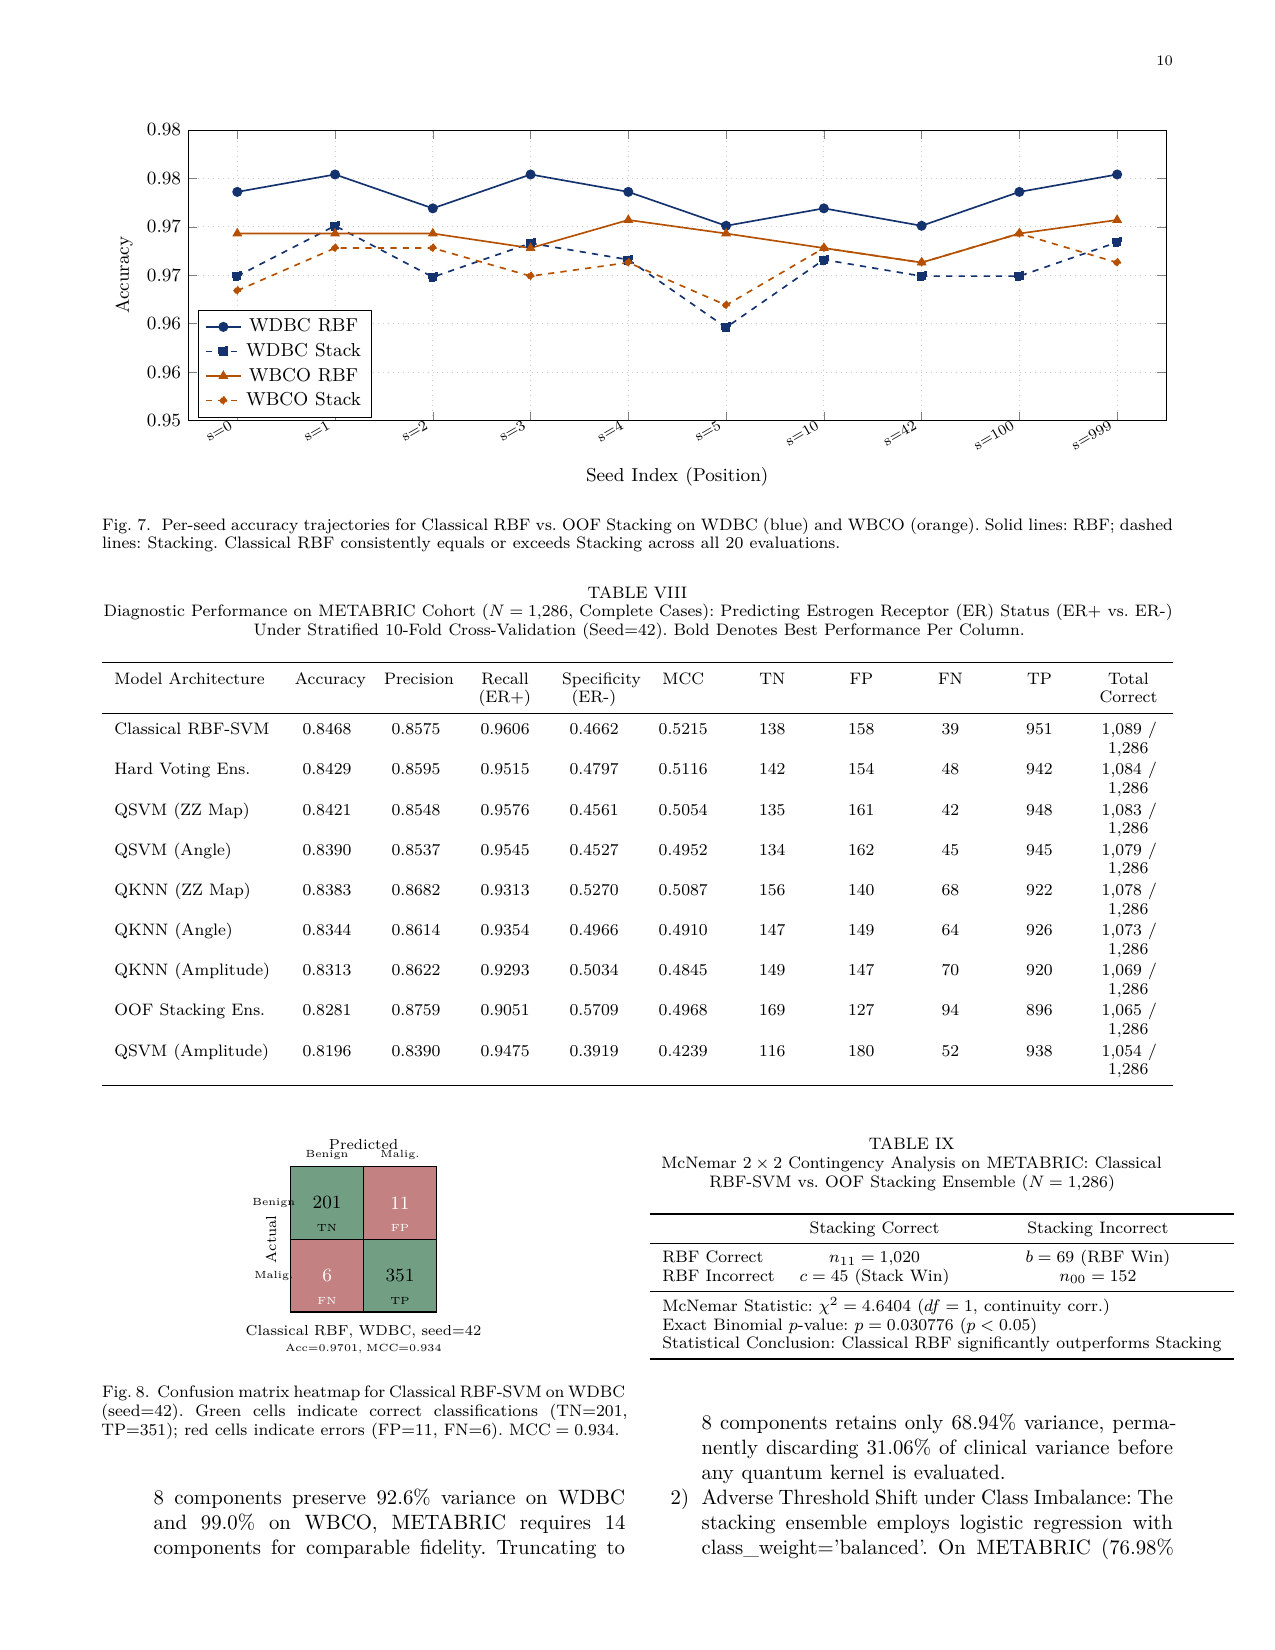 10
0.98
0.98
0.97
0.97
0.96
0.96
0.95
Accuracy
WDBC RBF
WDBC Stack
WBCO RBF
WBCO Stack
s=0 s=1 s=2 s=3 s=4 s=5 s=10 s=42 s=100 s=999
Seed Index (Position)
Fig. 7. Per-seed accuracy trajectories for Classical RBF vs. OOF Stacking on WDBC (blue) and WBCO (orange). Solid lines: RBF; dashed
lines: Stacking. Classical RBF consistently equals or exceeds Stacking across all 20 evaluations.
TABLE VIII
Diagnostic Performance on METABRIC Cohort (N = 1,286, Complete Cases): Predicting Estrogen Receptor (ER) Status (ER+ vs. ER-)
Under Stratified 10-Fold Cross-Validation (Seed=42). Bold Denotes Best Performance Per Column.
Model Architecture Accuracy Precision Recall Specificity MCC TN FP FN TP Total
(ER+) (ER-) Correct
Classical RBF-SVM 0.8468 0.8575 0.9606 0.4662 0.5215 138 158 39 951 1,089 /
1,286
Hard Voting Ens. 0.8429 0.8595 0.9515 0.4797 0.5116 142 154 48 942 1,084 /
1,286
QSVM (ZZ Map) 0.8421 0.8548 0.9576 0.4561 0.5054 135 161 42 948 1,083 /
1,286
QSVM (Angle) 0.8390 0.8537 0.9545 0.4527 0.4952 134 162 45 945 1,079 /
1,286
QKNN (ZZ Map) 0.8383 0.8682 0.9313 0.5270 0.5087 156 140 68 922 1,078 /
1,286
QKNN (Angle) 0.8344 0.8614 0.9354 0.4966 0.4910 147 149 64 926 1,073 /
1,286
QKNN (Amplitude) 0.8313 0.8622 0.9293 0.5034 0.4845 149 147 70 920 1,069 /
1,286
OOF Stacking Ens. 0.8281 0.8759 0.9051 0.5709 0.4968 169 127 94 896 1,065 /
1,286
QSVM (Amplitude) 0.8196 0.8390 0.9475 0.3919 0.4239 116 180 52 938 1,054 /
1,286
Predicted
Benign Malig.
Benign 201 11
TN FP
Actual
Malig. 6 351
FN TP
Classical RBF, WDBC, seed=42
Acc=0.9701, MCC=0.934
Fig. 8. Confusion matrix heatmap for Classical RBF-SVM on WDBC
(seed=42). Green cells indicate correct classifications (TN=201,
TP=351); red cells indicate errors (FP=11, FN=6). MCC = 0.934.
8 components preserve 92.6% variance on WDBC
and 99.0% on WBCO, METABRIC requires 14
components for comparable fidelity. Truncating to
TABLE IX
McNemar 2 × 2 Contingency Analysis on METABRIC: Classical
RBF-SVM vs. OOF Stacking Ensemble (N = 1,286)
Stacking Correct Stacking Incorrect
RBF Correct n₁₁ = 1,020 b = 69 (RBF Win)
RBF Incorrect c = 45 (Stack Win) n₀₀ = 152
McNemar Statistic: χ² = 4.6404 (df = 1, continuity corr.)
Exact Binomial p-value: p = 0.030776 (p < 0.05)
Statistical Conclusion: Classical RBF significantly outperforms Stacking
8 components retains only 68.94% variance, perma-
nently discarding 31.06% of clinical variance before
any quantum kernel is evaluated.
2) Adverse Threshold Shift under Class Imbalance: The
stacking ensemble employs logistic regression with
class_weight='balanced'. On METABRIC (76.98%